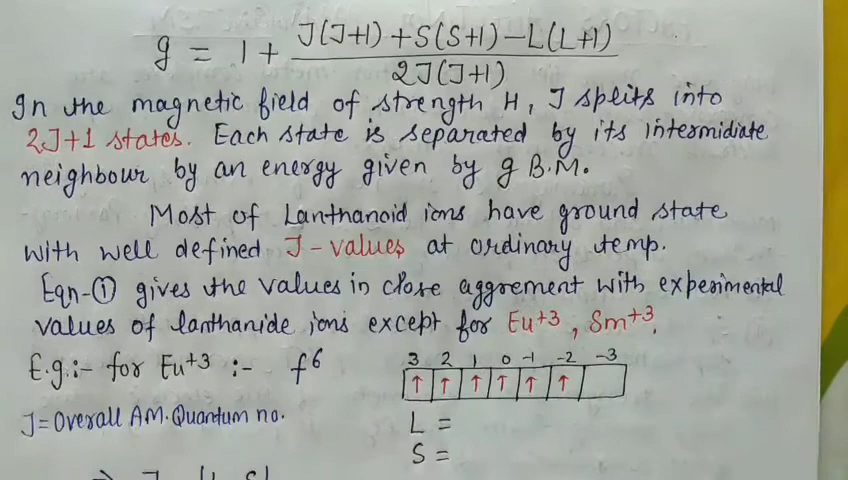 g = 1 + J(J+1) + S(S+1) - L(L+1) / 2J(J+1)
In the magnetic field of strength H, J splits into
2J+1 states. Each state is separated by its intermidiate
neighbour by an energy given by g B.M.
Most of Lanthanoid ions have ground state
with well defined J-values at ordinary temp.
Eqn-① gives the values in close aggrement with experimental
values of lanthanide ions except for Eu+3, Sm+3.
E.g.:- for Eu+3 :- f6
3 2 1 0 -1 -2 -3
↑ ↑ ↑ ↑ ↑ ↑
J = Overall AM. Quantum no.
L =
S =